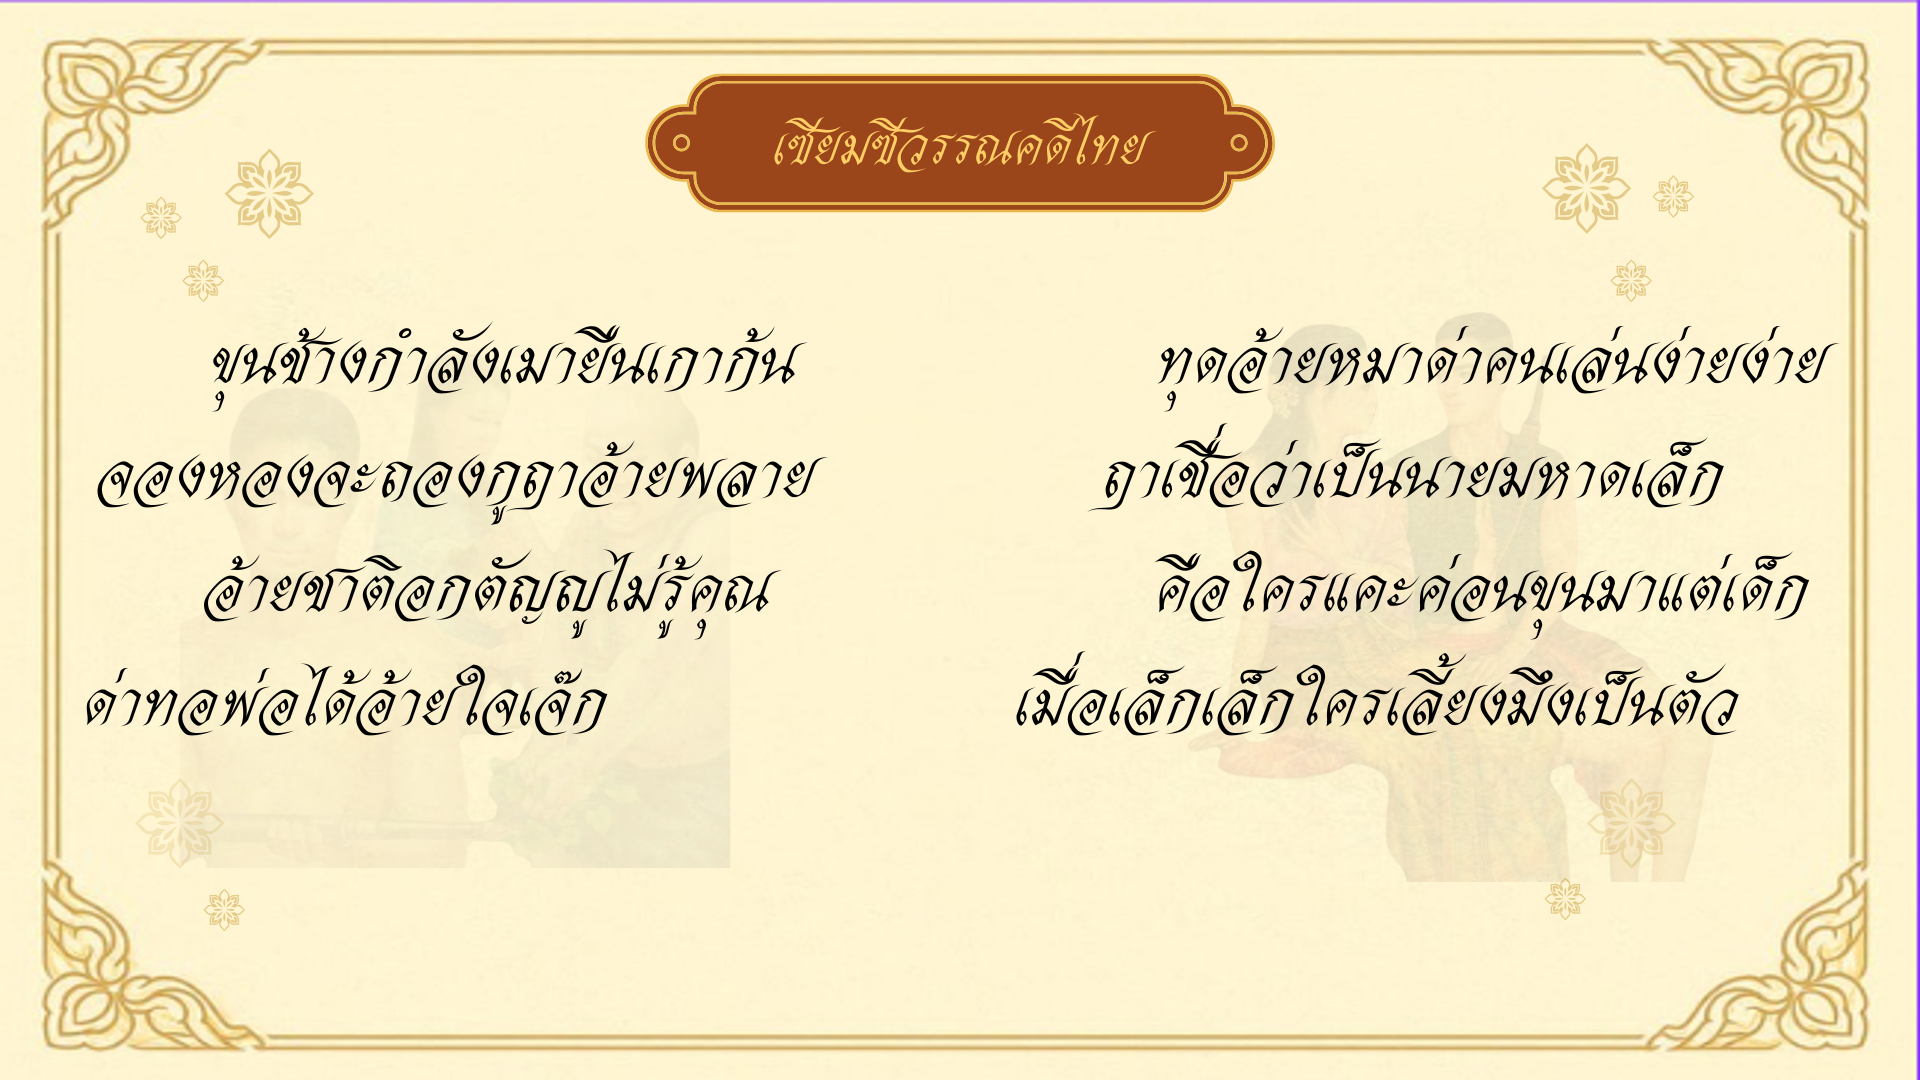 เซียมซีวรรณคดีไทย
ขุนช้างกำลังเมายืนเกาก้น ทุดอ้ายหมาด่าคนเล่นง่ายง่าย
จองหองจะถองกูฤาอ้ายพลาย ฤาเชื่อว่าเป็นนายมหาดเล็ก
อ้ายชาติอกตัญญูไม่รู้คุณ คือใครแคะค่อนขุนมาแต่เด็ก
ด่าทอพ่อได้อ้ายใจเจ๊ก เมื่อเล็กเล็กใครเลี้ยงมึงเป็นตัว